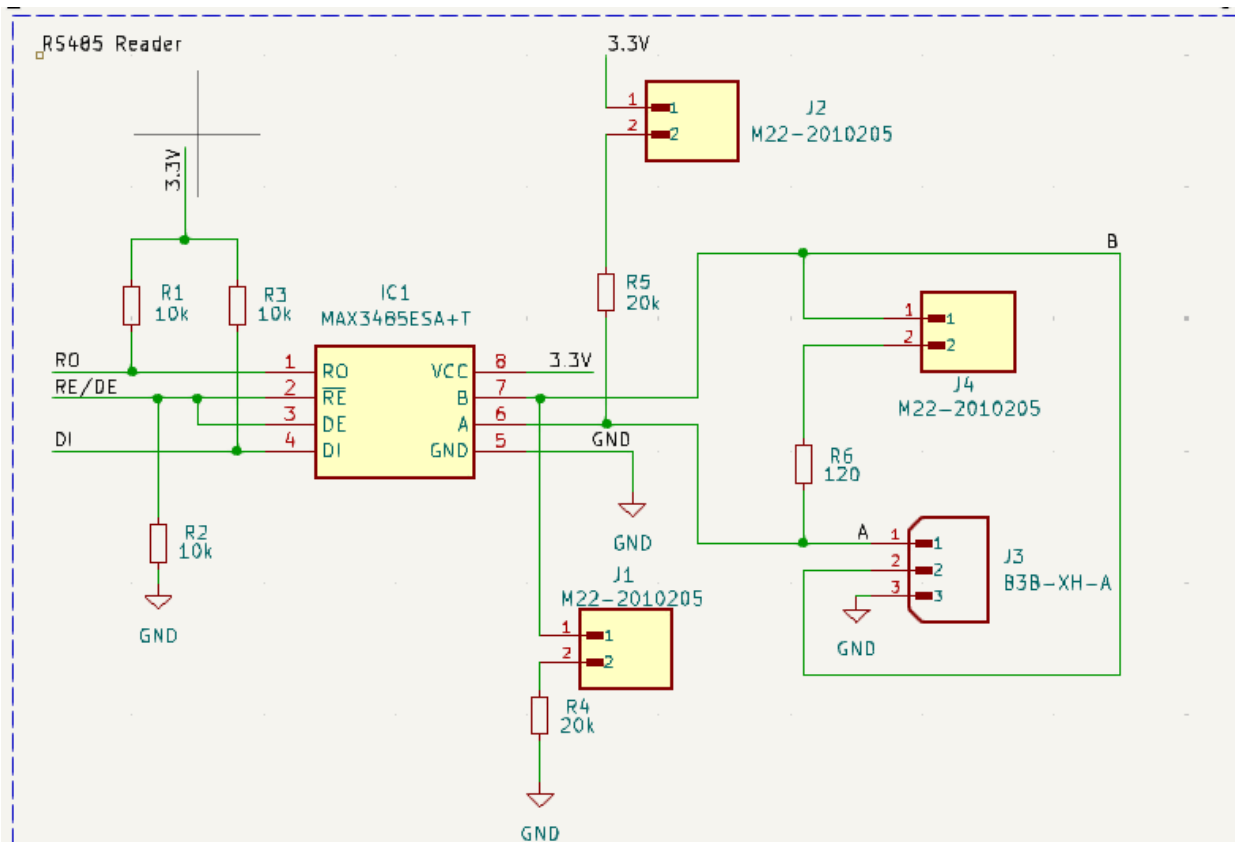 RS485 Reader
3.3V
1 1
2 2
J2
M22-2010205
3.3V
R1
10k
R3
10k
IC1
MAX3485ESA+T
R5
20k
B
1 1
2 2
J4
M22-2010205
RO
RE/DE
DI
1 RO
2 RE
3 DE
4 DI
VCC 8
B 7
A 6
GND 5
3.3V
GND
GND
R6
120
R2
10k
GND
A
1 1
2 2
3 3
J3
B3B-XH-A
GND
J1
M22-2010205
1 1
2 2
R4
20k
GND